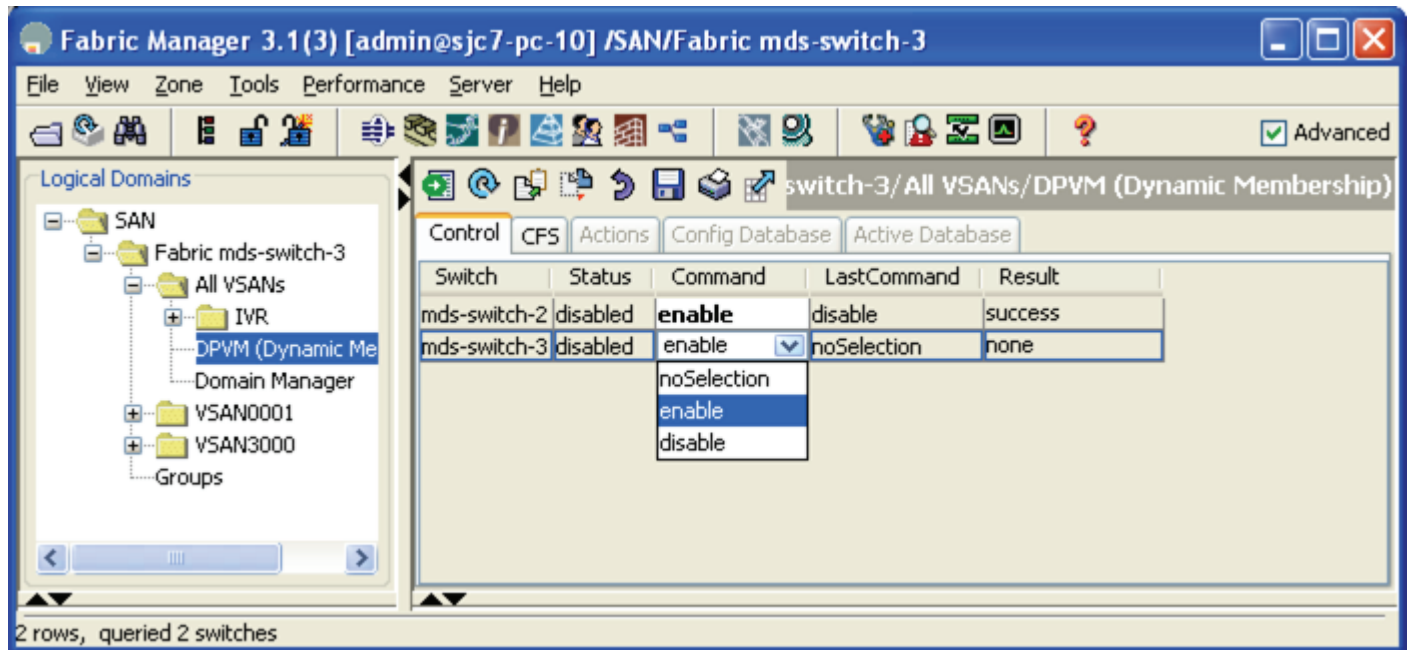 Fabric Manager 3.1(3) [admin@sjc7-pc-10] /SAN/Fabric mds-switch-3
File View Zone Tools Performance Server Help
Advanced
Logical Domains
SAN
Fabric mds-switch-3
All VSANs
IVR
DPVM (Dynamic Me
Domain Manager
VSAN0001
VSAN3000
Groups
switch-3/All VSANs/DPVM (Dynamic Membership)
Control CFS Actions Config Database Active Database
Switch Status Command LastCommand Result
mds-switch-2 disabled enable disable success
mds-switch-3 disabled enable noSelection none
noSelection
enable
disable
2 rows, queried 2 switches